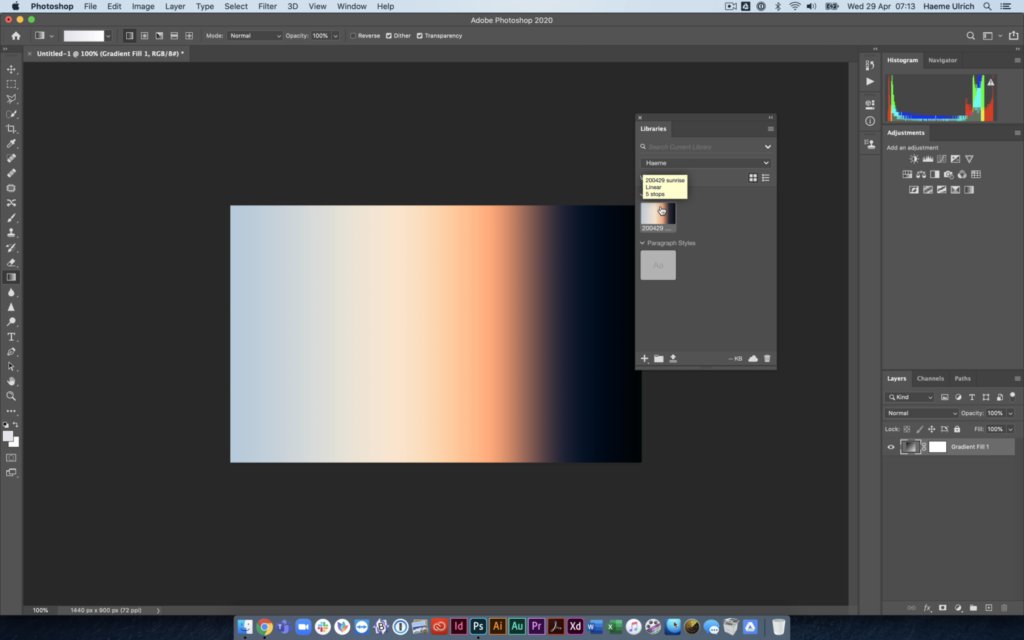 Photoshop File Edit Image Layer Type Select Filter 3D View Window Help Wed 29 Apr 07:13 Haeme Ulrich
Adobe Photoshop 2020
Mode: Normal Opacity: 100% Reverse Dither Transparency
Untitled-1 @ 100% (Gradient Fill 1, RGB/8#) *
Histogram Navigator
Libraries
Search Current Library
Haeme
200429 sunrise
Linear
5 stops
200429 ...
Paragraph Styles
Aa
-- KB
Adjustments
Add an adjustment
Layers Channels Paths
Kind
Normal Opacity: 100%
Lock: Fill: 100%
Gradient Fill 1
100% 1440 px x 900 px (72 ppi)
Id Ps Ai Au Pr Xd